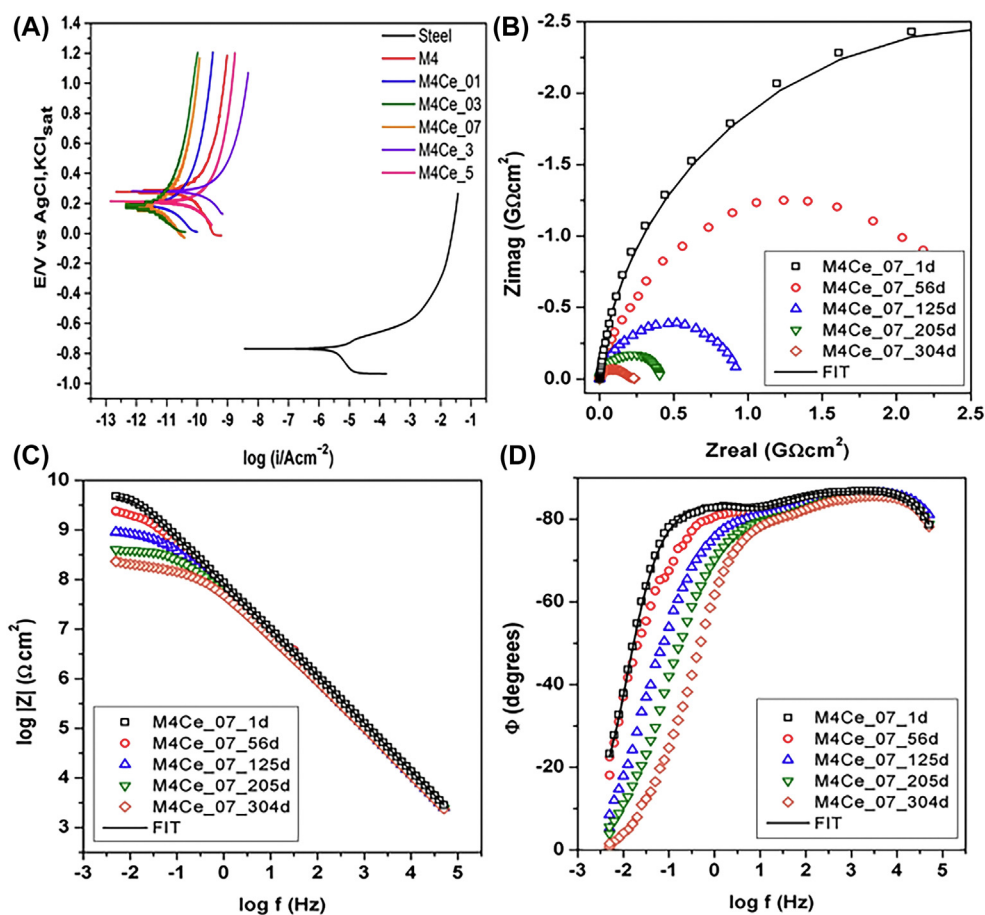 (A)
Steel
M4
M4Ce_01
M4Ce_03
M4Ce_07
M4Ce_3
M4Ce_5
E/V vs AgCl,KCl_sat
1.4
1.2
1.0
0.8
0.6
0.4
0.2
0.0
-0.2
-0.4
-0.6
-0.8
-1.0
-13 -12 -11 -10 -9 -8 -7 -6 -5 -4 -3 -2 -1
log (i/Acm⁻²)
(B)
Zimag (GΩcm²)
-2.5
-2.0
-1.5
-1.0
-0.5
0.0
M4Ce_07_1d
M4Ce_07_56d
M4Ce_07_125d
M4Ce_07_205d
M4Ce_07_304d
FIT
0.0 0.5 1.0 1.5 2.0 2.5
Zreal (GΩcm²)
(C)
log |Z| (Ω cm²)
10
9
8
7
6
5
4
3
M4Ce_07_1d
M4Ce_07_56d
M4Ce_07_125d
M4Ce_07_205d
M4Ce_07_304d
FIT
-3 -2 -1 0 1 2 3 4 5
log f (Hz)
(D)
Φ (degrees)
-80
-60
-40
-20
0
M4Ce_07_1d
M4Ce_07_56d
M4Ce_07_125d
M4Ce_07_205d
M4Ce_07_304d
FIT
-3 -2 -1 0 1 2 3 4 5
log f (Hz)